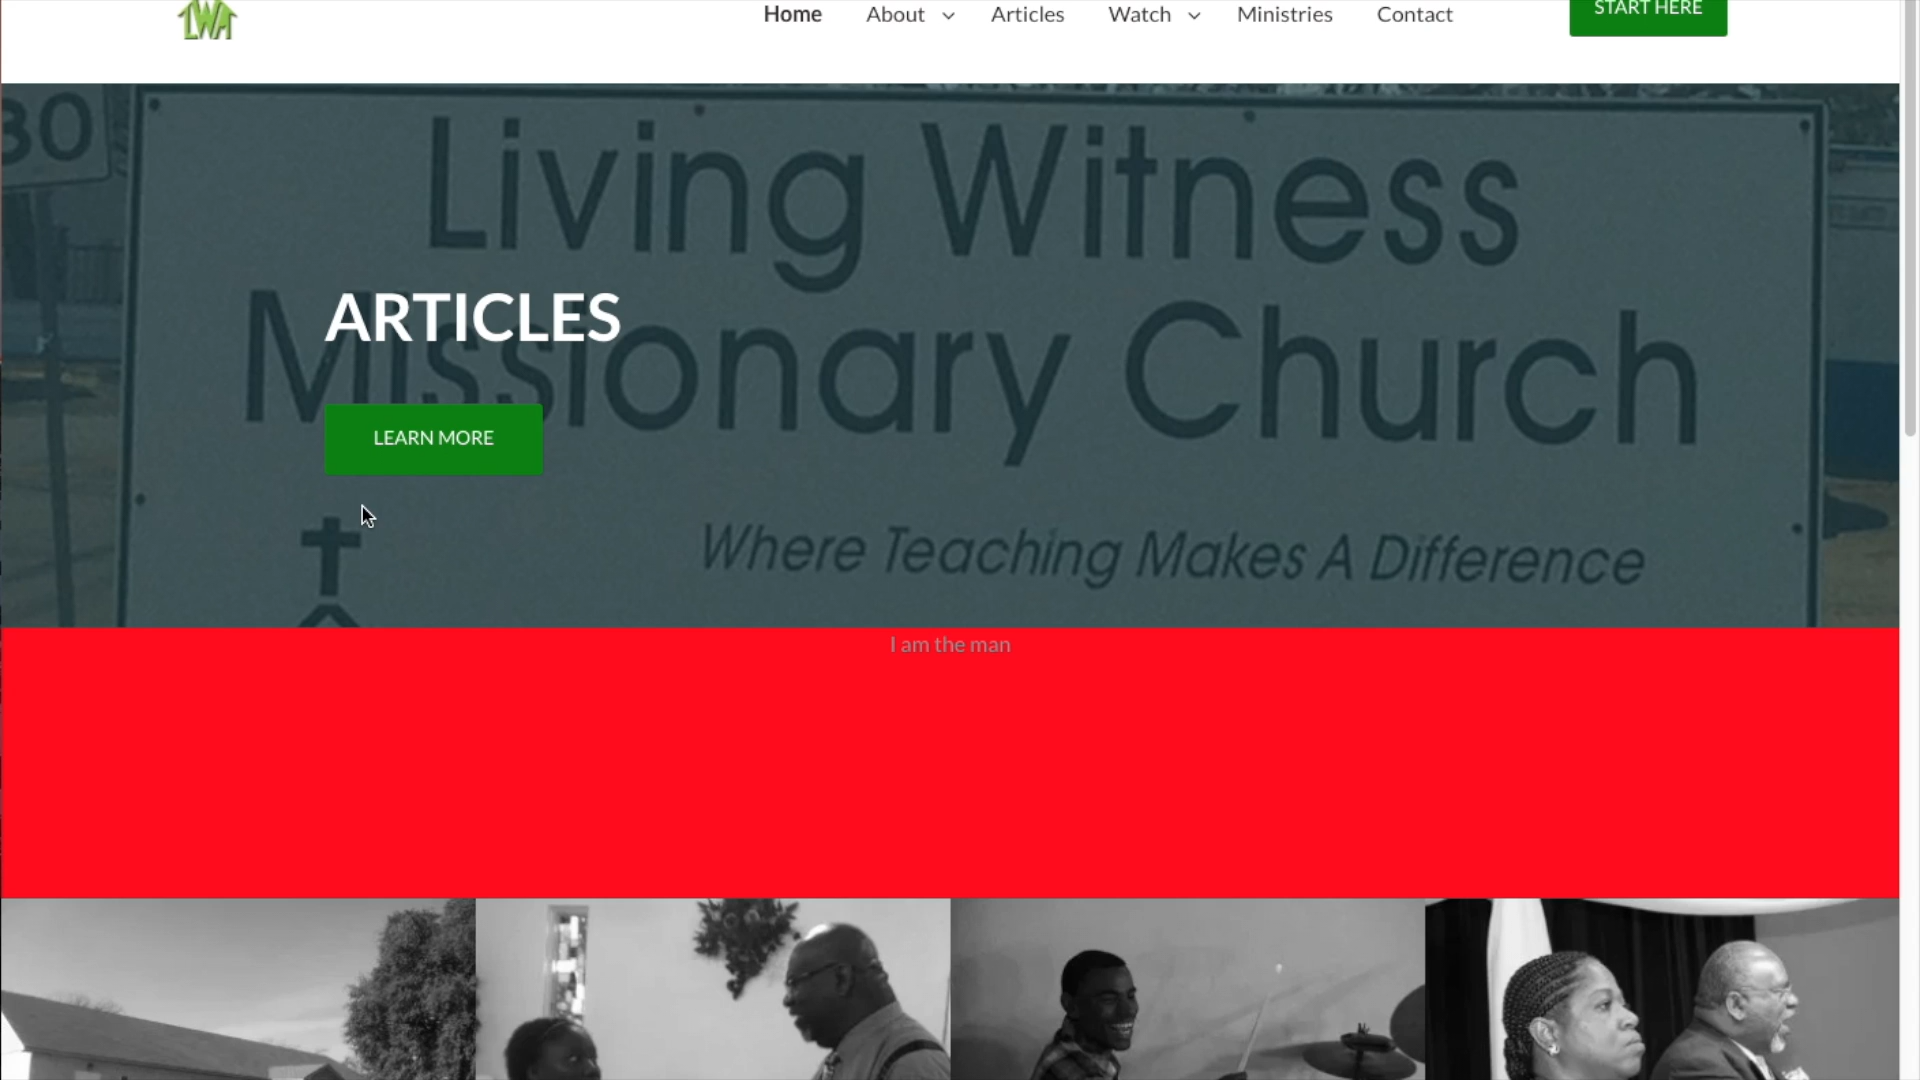 LWA
Home About Articles Watch Ministries Contact START HERE
30
Living Witness
Missionary Church
ARTICLES
LEARN MORE
Where Teaching Makes A Difference
I am the man